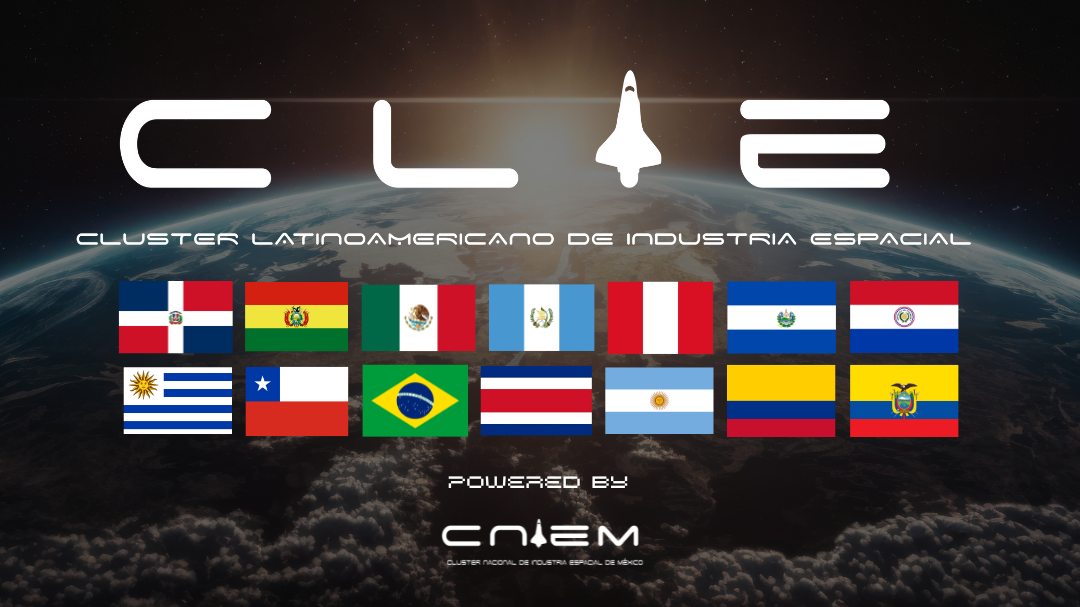 CLIE
CLUSTER LATINOAMERICANO DE INDUSTRIA ESPACIAL
POWERED BY
CNIEM
CLUSTER NACIONAL DE INDUSTRIA ESPACIAL DE MÉXICO